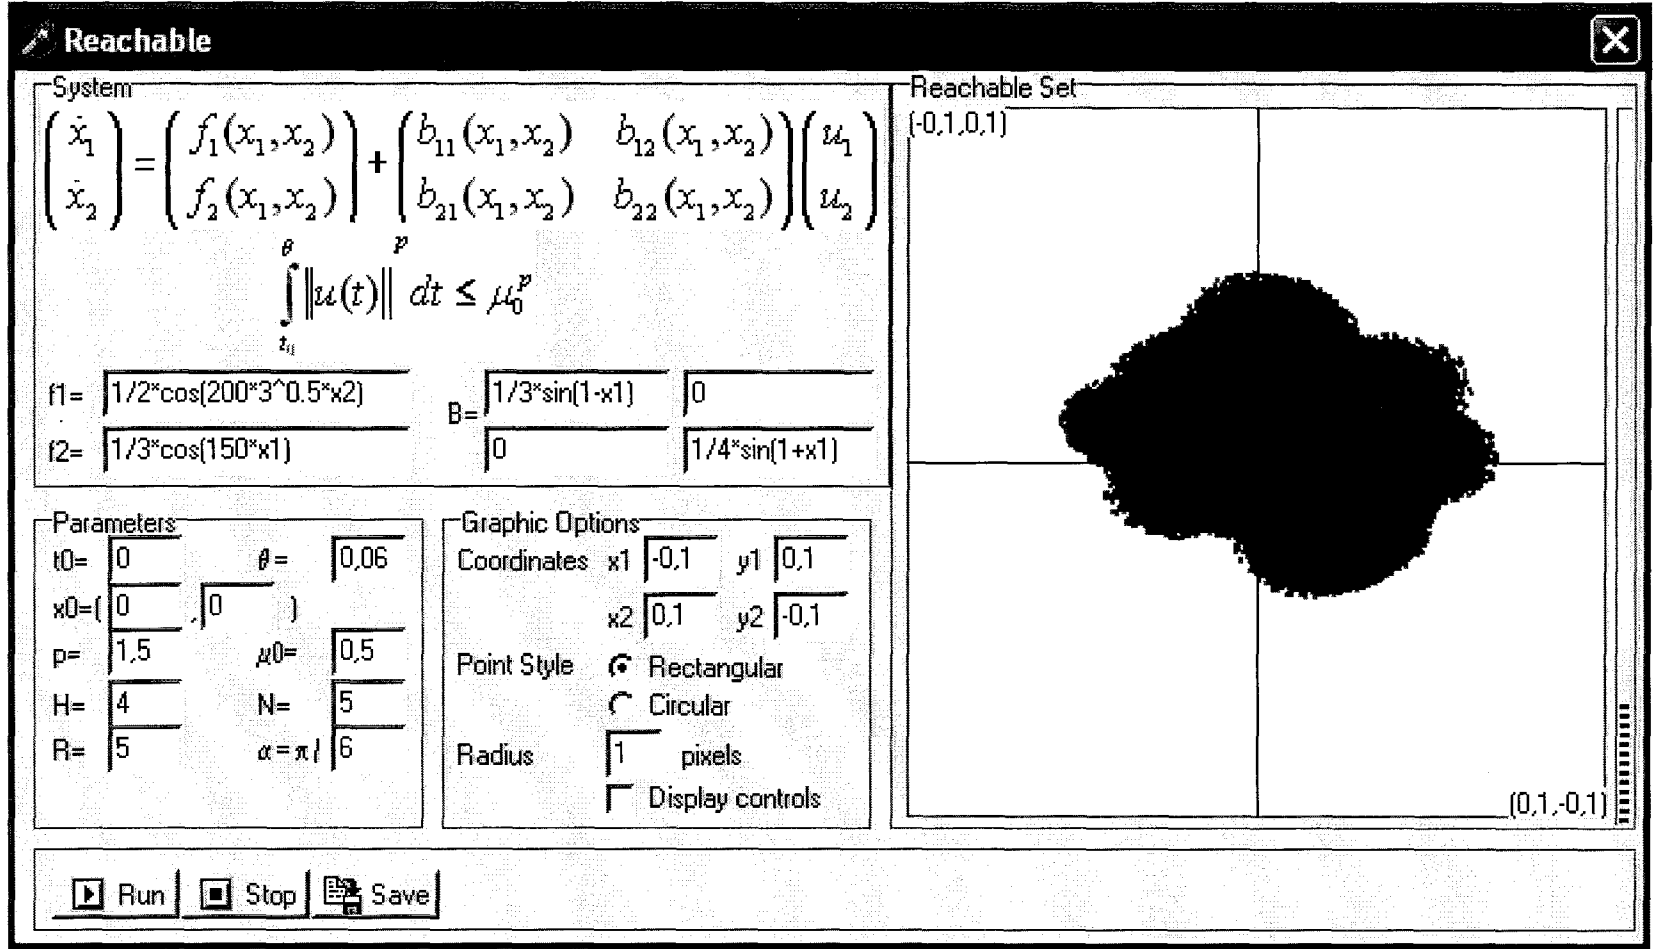 Reachable
System
(ẋ₁ ẋ₂) = (f₁(x₁,x₂) f₂(x₁,x₂)) + (b₁₁(x₁,x₂) b₁₂(x₁,x₂) b₂₁(x₁,x₂) b₂₂(x₁,x₂)) (u₁ u₂)
∫_{t₀}^{θ} ‖u(t)‖^p dt ≤ μ₀^p
f1= 1/2*cos(200*3^0.5*x2)
f2= 1/3*cos(150*x1)
B= 1/3*sin(1-x1) 0
0 1/4*sin(1+x1)
Parameters
t0= 0 θ= 0,06
x0=( 0 , 0 )
p= 1,5 μ0= 0,5
H= 4 N= 5
R= 5 α=π/ 6
Graphic Options
Coordinates x1 -0,1 y1 0,1
x2 0,1 y2 -0,1
Point Style Rectangular
Circular
Radius 1 pixels
Display controls
Reachable Set
(-0,1,0,1)
(0,1,-0,1)
Run Stop Save